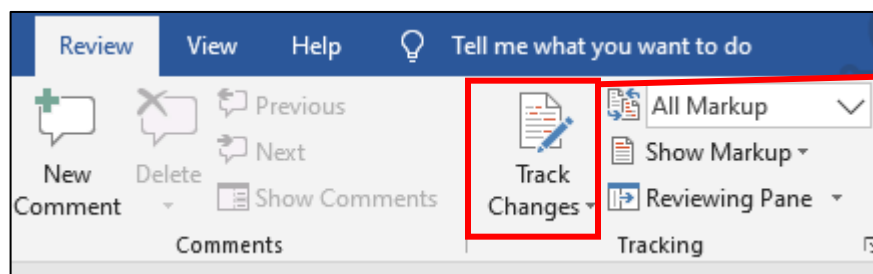 Review View Help Tell me what you want to do
New
Comment
Delete
Previous
Next
Show Comments
Comments
Track
Changes
All Markup
Show Markup
Reviewing Pane
Tracking